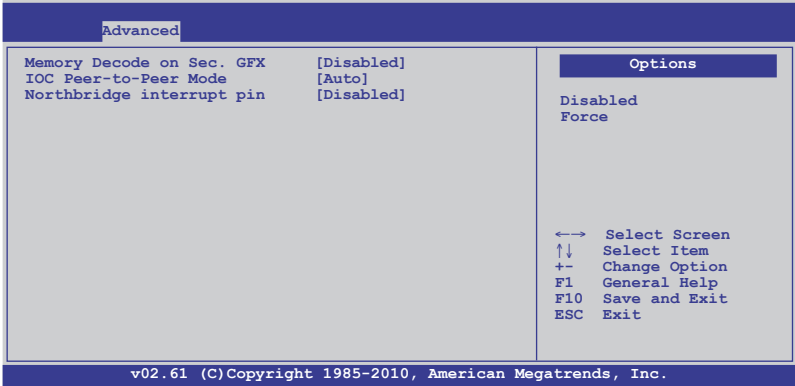 Advanced
Memory Decode on Sec. GFX [Disabled]
IOC Peer-to-Peer Mode [Auto]
Northbridge interrupt pin [Disabled]
Options
Disabled
Force
←→ Select Screen
↑↓ Select Item
+- Change Option
F1 General Help
F10 Save and Exit
ESC Exit
v02.61 (C)Copyright 1985-2010, American Megatrends, Inc.